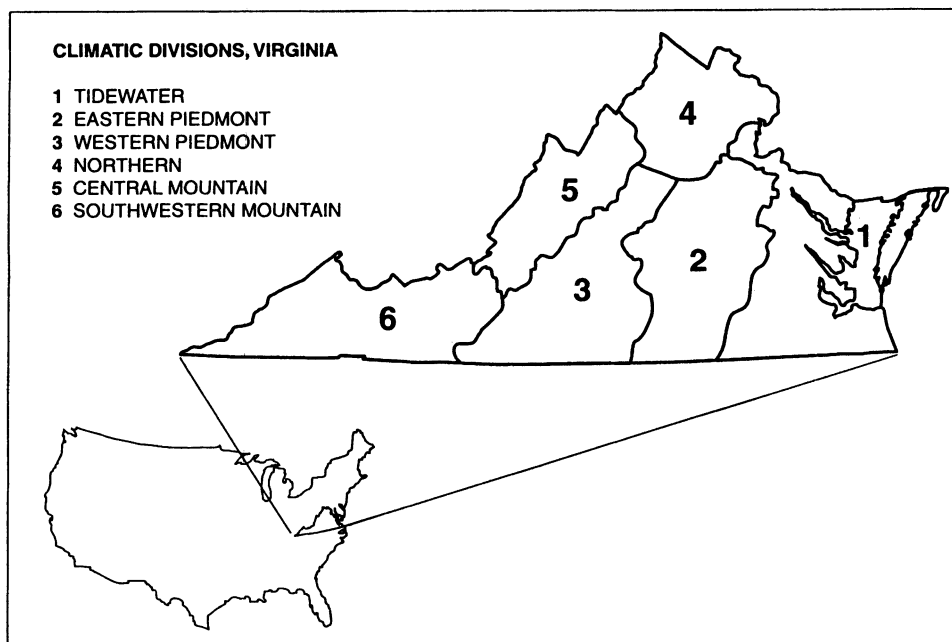 CLIMATIC DIVISIONS, VIRGINIA
1 TIDEWATER
2 EASTERN PIEDMONT
3 WESTERN PIEDMONT
4 NORTHERN
5 CENTRAL MOUNTAIN
6 SOUTHWESTERN MOUNTAIN
4
5
1
2
3
6